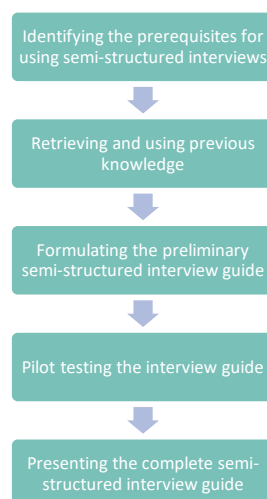 Identifying the prerequisites for
using semi-structured interviews
Retrieving and using previous
knowledge
Formulating the preliminary
semi-structured interview guide
Pilot testing the interview guide
Presenting the complete semi-
structured interview guide